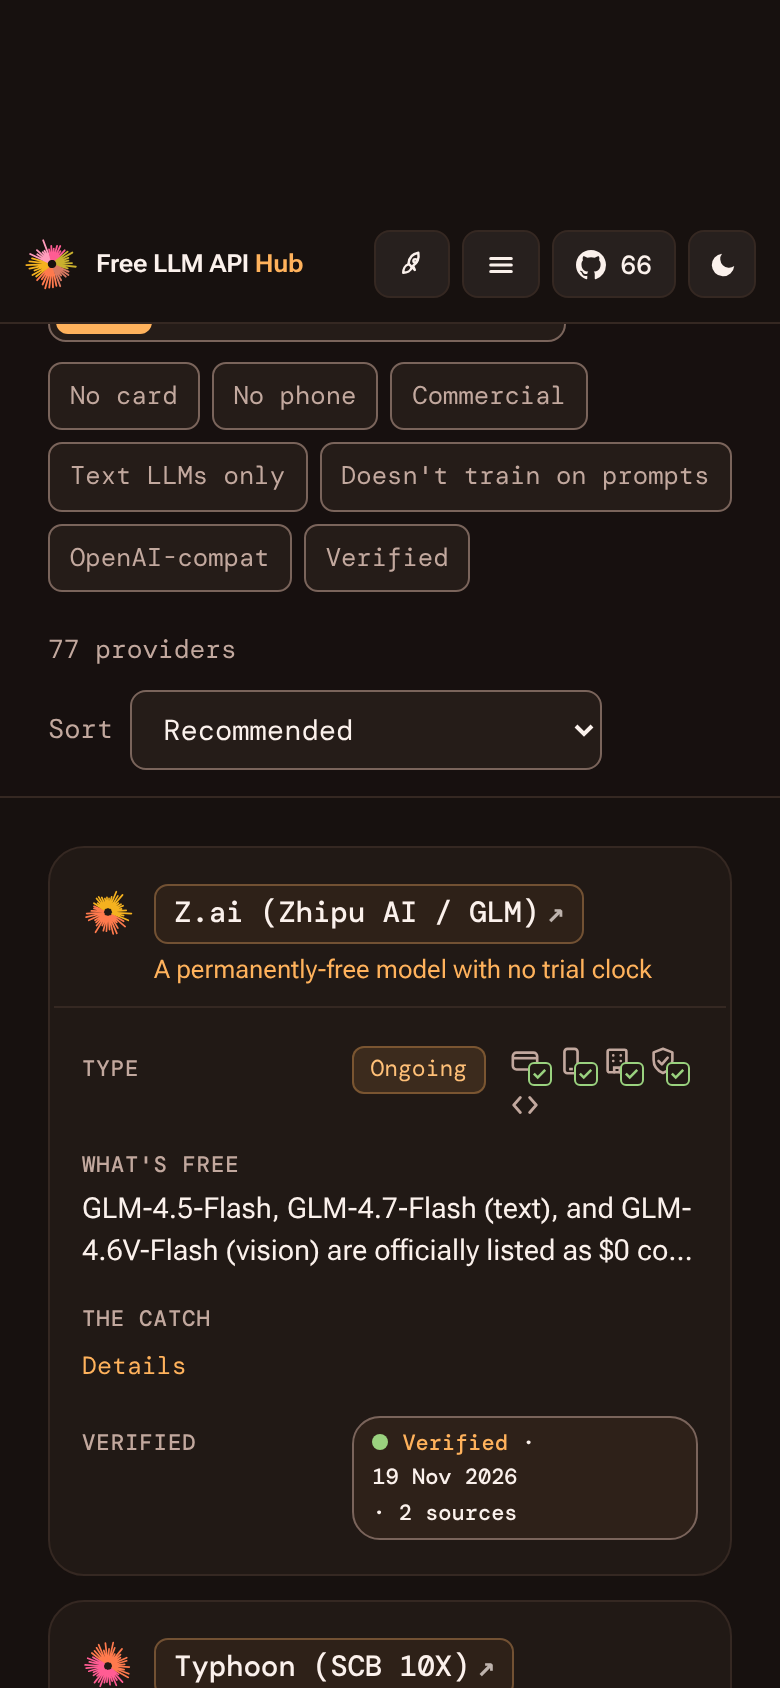 Free LLM API Hub
66
No card
No phone
Commercial
Text LLMs only
Doesn't train on prompts
OpenAI-compat
Verified
77 providers
Sort
Recommended
Z.ai (Zhipu AI / GLM) ↗
A permanently-free model with no trial clock
TYPE
Ongoing
WHAT'S FREE
GLM-4.5-Flash, GLM-4.7-Flash (text), and GLM-
4.6V-Flash (vision) are officially listed as $0 co...
THE CATCH
Details
VERIFIED
Verified ·
19 Nov 2026
· 2 sources
Typhoon (SCB 10X) ↗